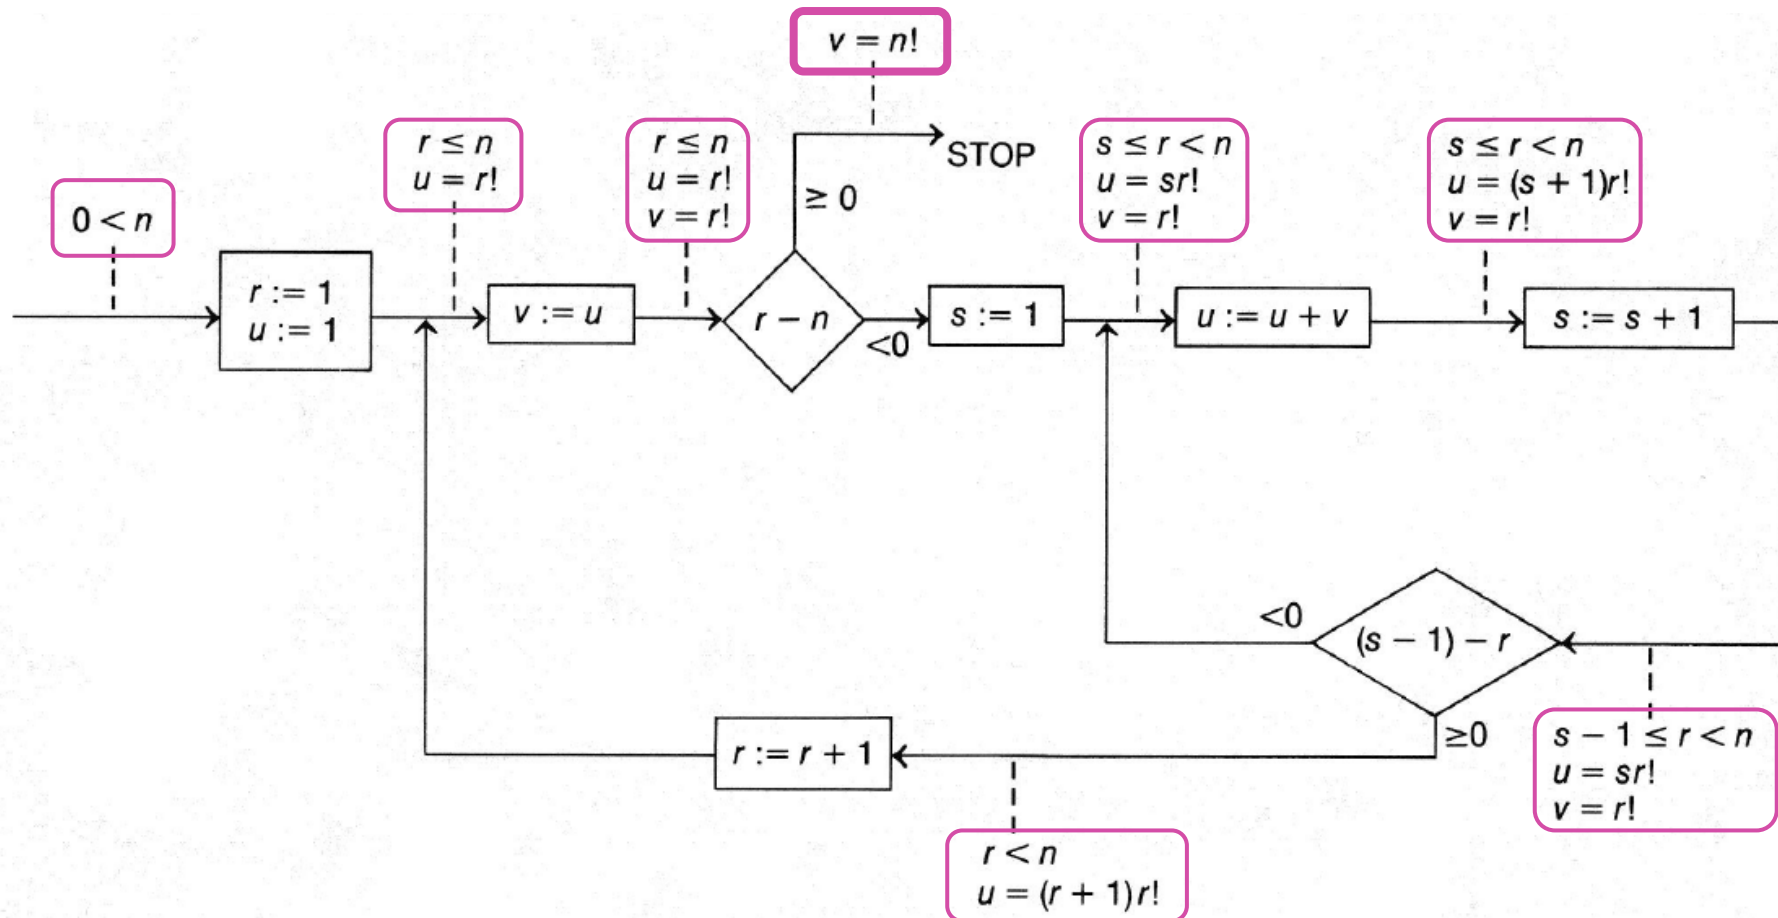 v = n!
r ≤ n
u = r!
r ≤ n
u = r!
v = r!
STOP
s ≤ r < n
u = sr!
v = r!
s ≤ r < n
u = (s + 1)r!
v = r!
0 < n
≥ 0
r := 1
u := 1
v := u
r − n
<0
s := 1
u := u + v
s := s + 1
<0
(s − 1) − r
≥0
r := r + 1
s − 1 ≤ r < n
u = sr!
v = r!
r < n
u = (r + 1)r!